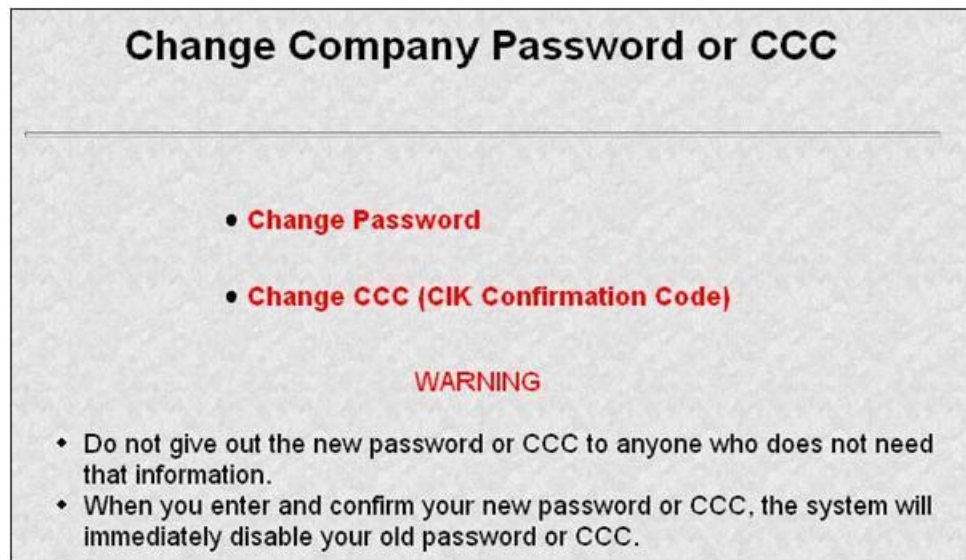 Change Company Password or CCC
• Change Password
• Change CCC (CIK Confirmation Code)
WARNING
• Do not give out the new password or CCC to anyone who does not need
that information.
• When you enter and confirm your new password or CCC, the system will
immediately disable your old password or CCC.